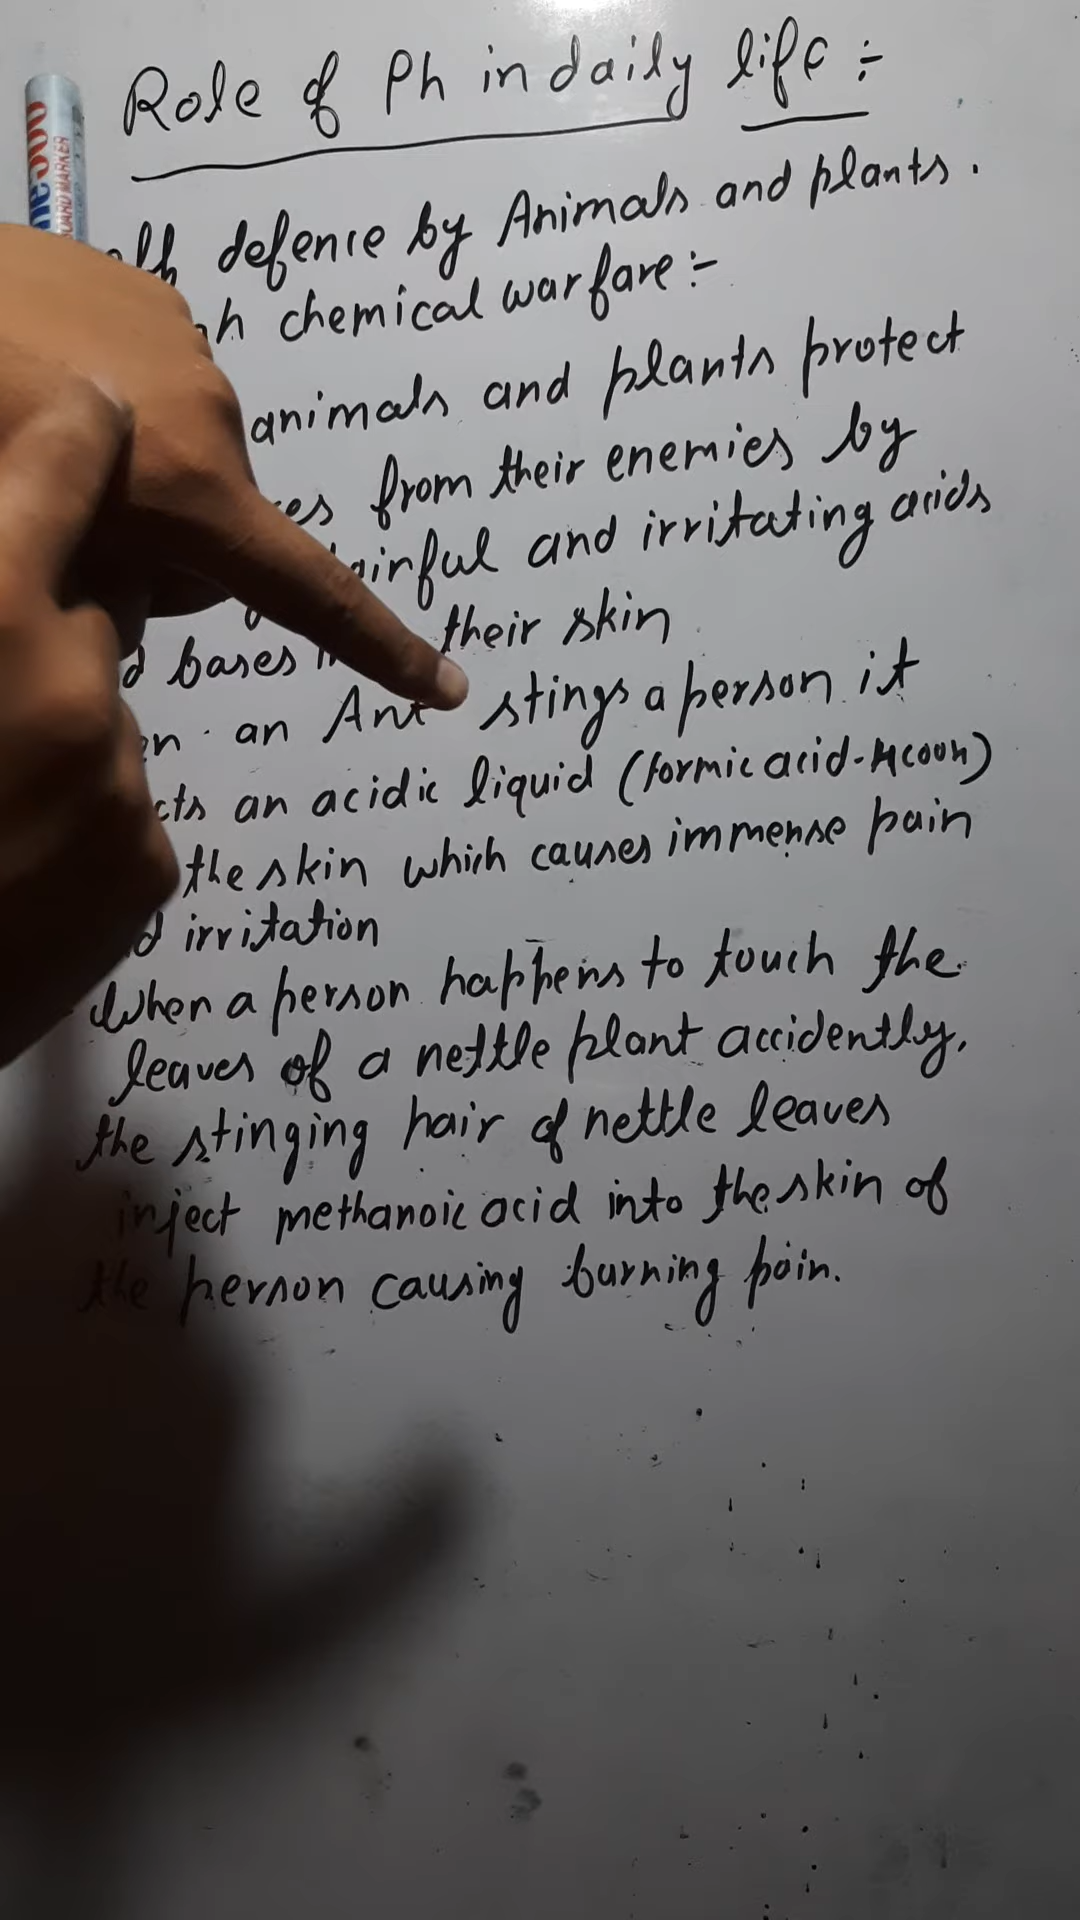 Role of Ph in daily life :-
defence by Animals and plants.
chemical warfare :-
animals and plants protect
from their enemies by
and irritating acids
bases their skin
an Ant stings a person it
an acidic liquid (formic acid-HCOOH)
the skin which causes immense pain
irritation
When a person happens to touch the
leaves of a nettle plant accidently,
the stinging hair of nettle leaves
inject methanoic acid into the skin of
the person causing burning pain.